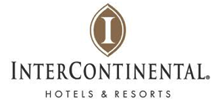 I
INTERCONTINENTAL®
HOTELS & RESORTS